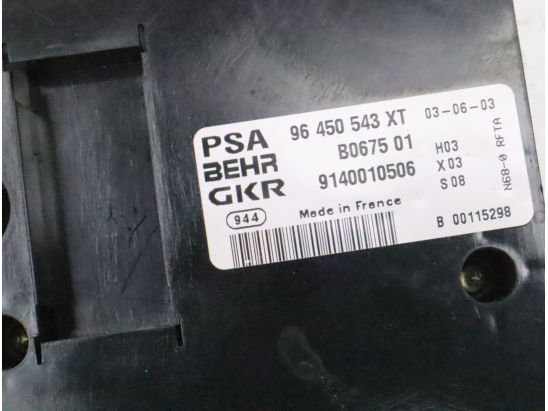 PSA 96 450 543 XT 03-06-03
BEHR B0675 01 H03
GKR 9140010506 X03
S08
944 Made in France
B 00115298
N68-0 RFTA